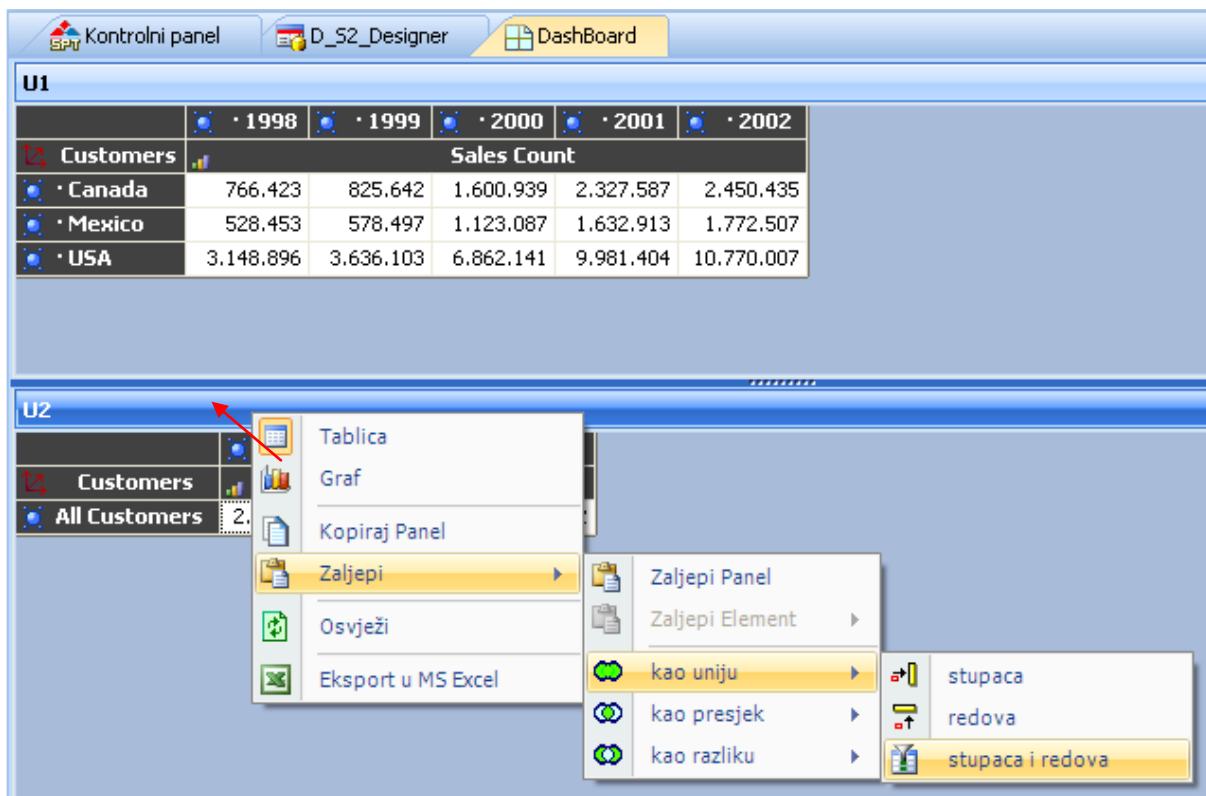 Kontrolni panel D_S2_Designer DashBoard
U1
· 1998 · 1999 · 2000 · 2001 · 2002
Customers Sales Count
· Canada 766.423 825.642 1.600.939 2.327.587 2.450.435
· Mexico 528.453 578.497 1.123.087 1.632.913 1.772.507
· USA 3.148.896 3.636.103 6.862.141 9.981.404 10.770.007
U2
Customers
All Customers 2.
Tablica
Graf
Kopiraj Panel
Zaljepi
Osvježi
Eksport u MS Excel
Zaljepi Panel
Zaljepi Element
kao uniju
kao presjek
kao razliku
stupaca
redova
stupaca i redova